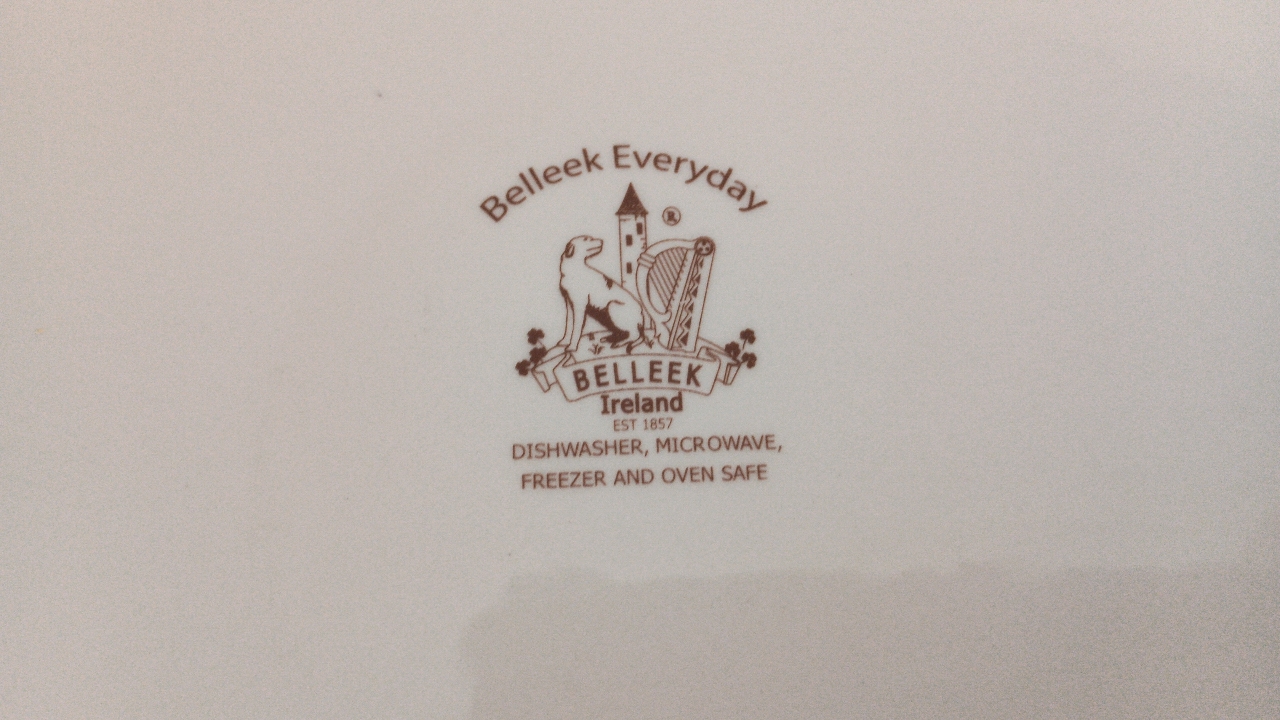 Belleek Everyday
®
BELLEEK
Ireland
EST 1857
DISHWASHER, MICROWAVE,
FREEZER AND OVEN SAFE